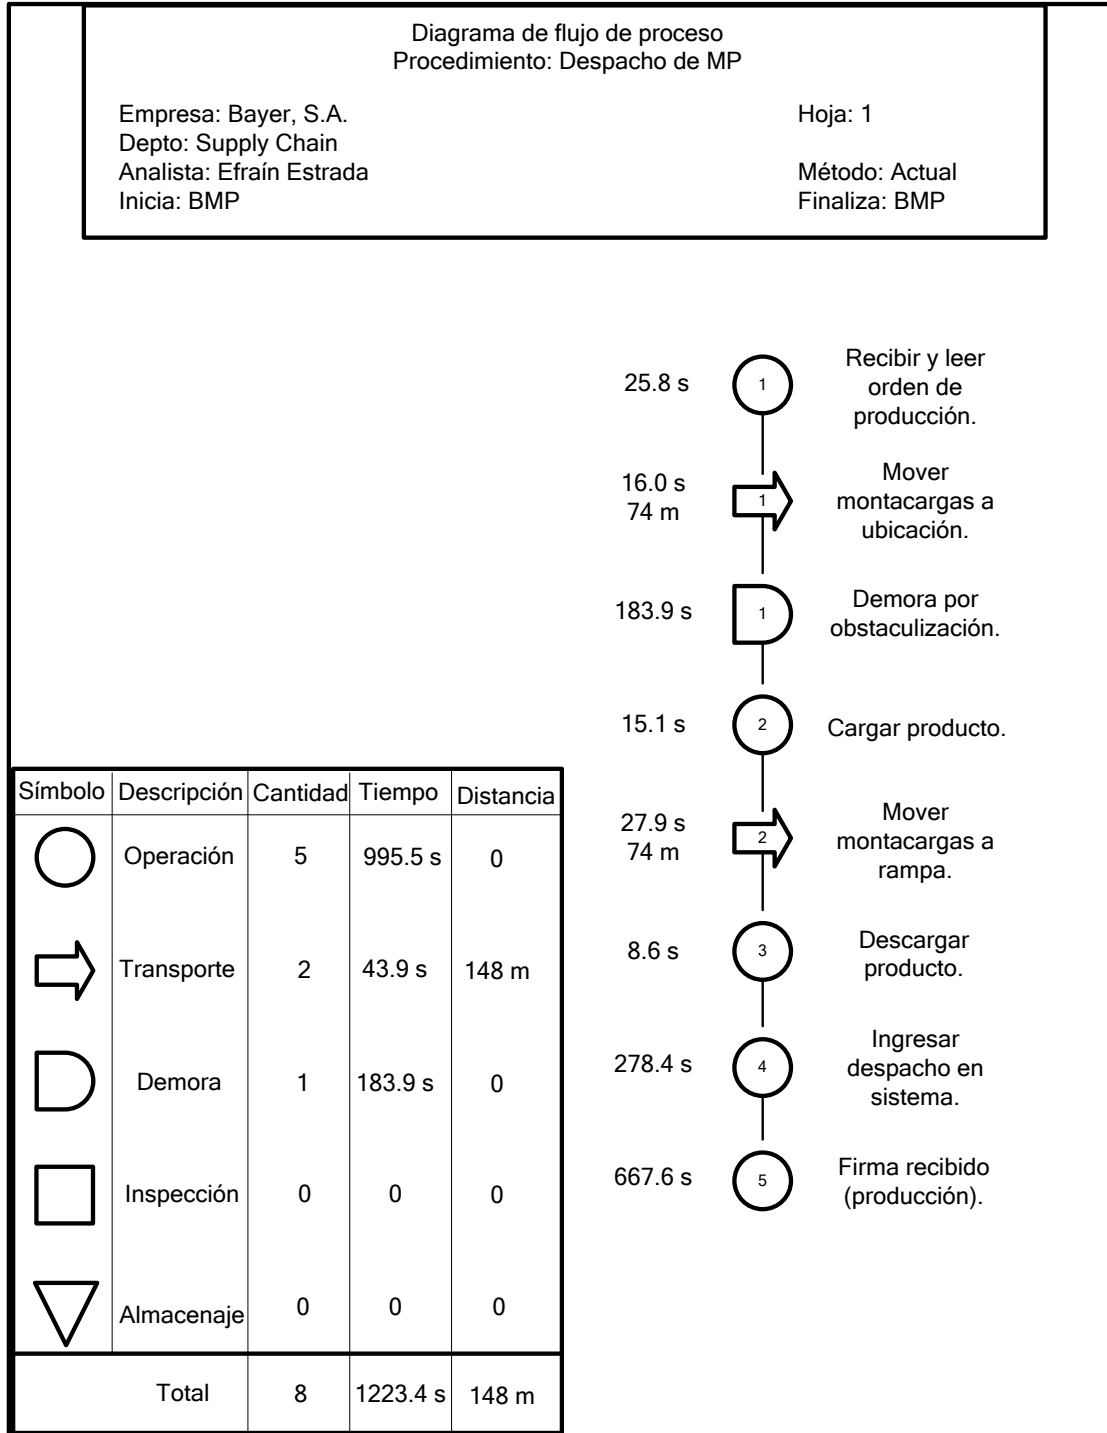 Diagrama de flujo de proceso
Procedimiento: Despacho de MP
Empresa: Bayer, S.A.
Hoja: 1
Depto: Supply Chain
Analista: Efraín Estrada
Método: Actual
Inicia: BMP
Finaliza: BMP
25.8 s
1
Recibir y leer
orden de
producción.
16.0 s
74 m
1
Mover
montacargas a
ubicación.
183.9 s
1
Demora por
obstaculización.
15.1 s
2
Cargar producto.
27.9 s
74 m
2
Mover
montacargas a
rampa.
8.6 s
3
Descargar
producto.
278.4 s
4
Ingresar
despacho en
sistema.
667.6 s
5
Firma recibido
(producción).
Símbolo Descripción Cantidad Tiempo Distancia
Operación 5 995.5 s 0
Transporte 2 43.9 s 148 m
Demora 1 183.9 s 0
Inspección 0 0 0
Almacenaje 0 0 0
Total 8 1223.4 s 148 m